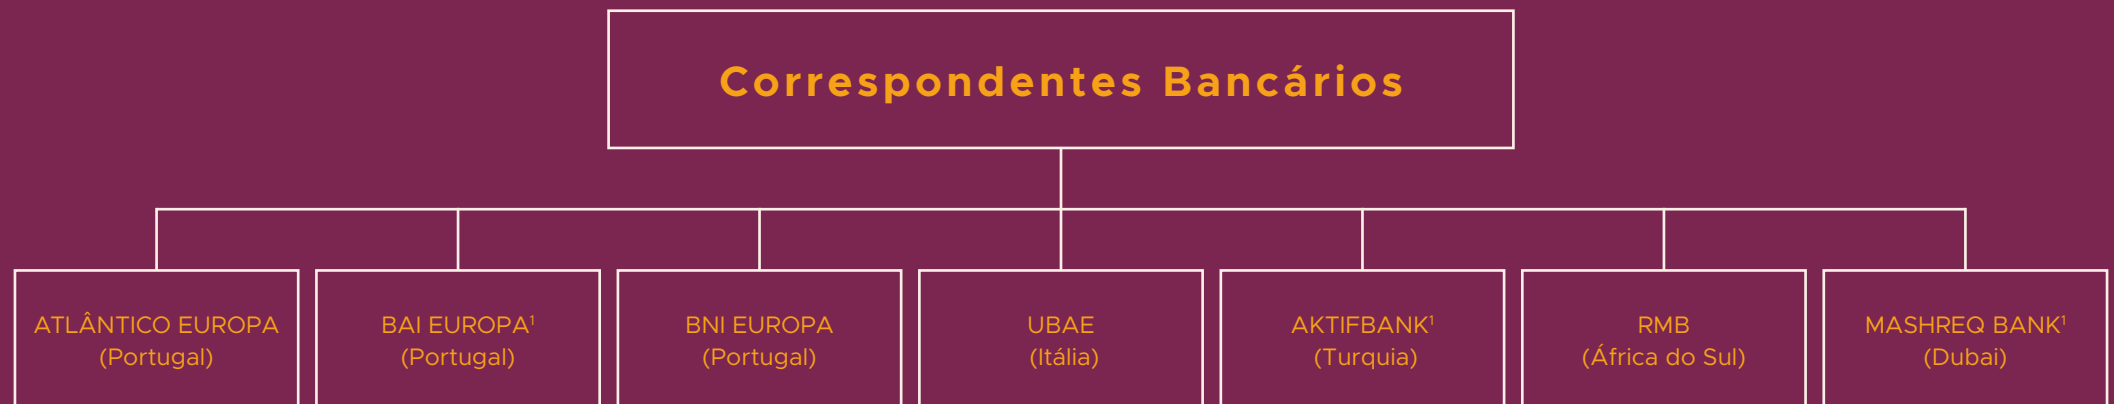 Correspondentes Bancários
ATLÂNTICO EUROPA
(Portugal)
BAI EUROPA¹
(Portugal)
BNI EUROPA
(Portugal)
UBAE
(Itália)
AKTIFBANK¹
(Turquia)
RMB
(África do Sul)
MASHREQ BANK¹
(Dubai)